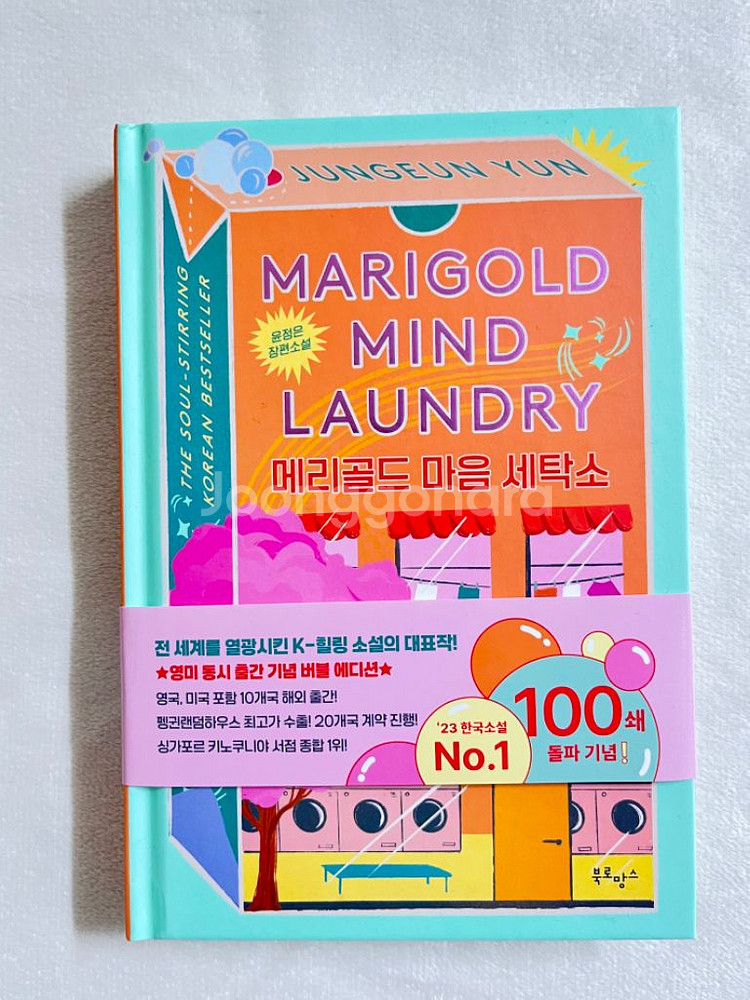 JUNGEUN YUN
MARIGOLD
MIND
LAUNDRY
윤정은
장편소설
THE SOUL-STIRRING
KOREAN BESTSELLER
메리골드 마음 세탁소
Joonggonara
전 세계를 열광시킨 K-힐링 소설의 대표작!
★영미 동시 출간 기념 버블 에디션★
영국, 미국 포함 10개국 해외 출간!
펭귄랜덤하우스 최고가 수출! 20개국 계약 진행!
싱가포르 키노쿠니야 서점 종합 1위!
'23 한국소설
No.1
100쇄
돌파 기념!
북로망스